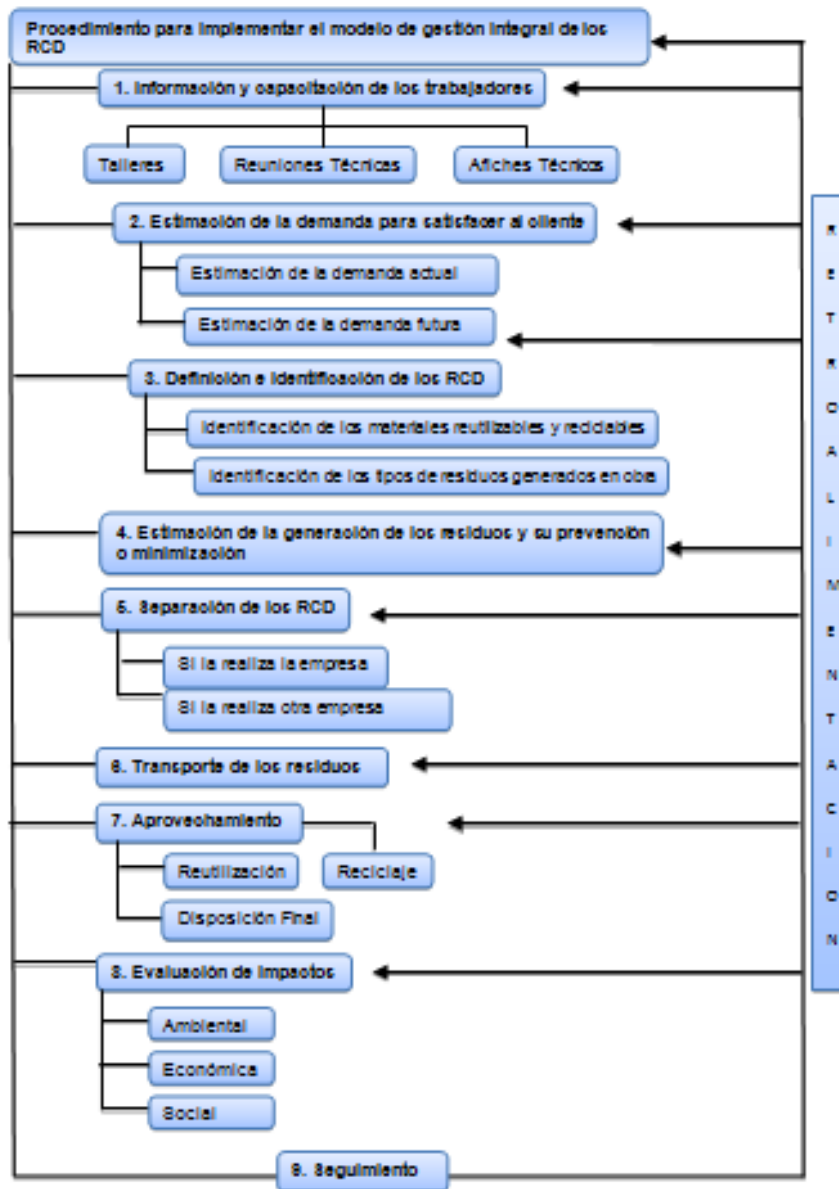 Procedimiento para implementar el modelo de gestión integral de los
RCD
1. Información y capacitación de los trabajadores
Talleres
Reuniones Técnicas
Afiches Técnicos
2. Estimación de la demanda para satisfacer al cliente
Estimación de la demanda actual
Estimación de la demanda futura
3. Definición e identificación de los RCD
Identificación de los materiales reutilizables y reciclables
Identificación de los tipos de residuos generados en obra
4. Estimación de la generación de los residuos y su prevención
o minimización
5. Separación de los RCD
Si la realiza la empresa
Si la realiza otra empresa
6. Transporte de los residuos
7. Aprovechamiento
Reutilización
Reciclaje
Disposición Final
8. Evaluación de impactos
Ambiental
Económica
Social
9. Seguimiento
R
E
T
R
O
A
L
I
M
E
N
T
A
C
I
O
N